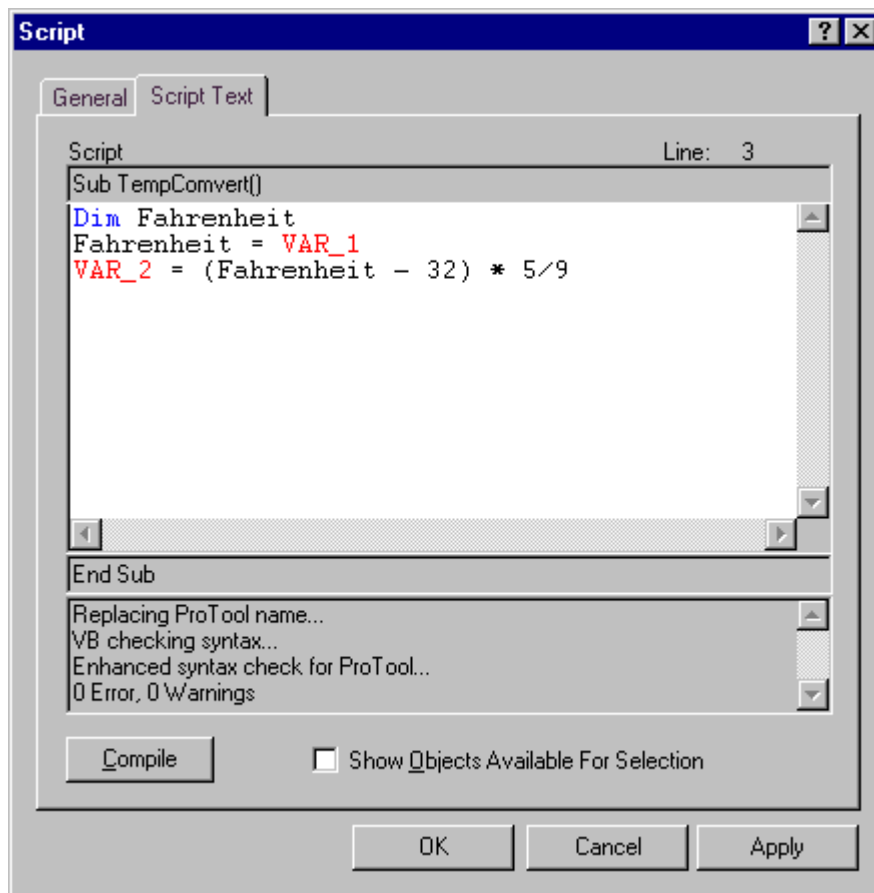 Script
General
Script Text
Script Line: 3
Sub TempComvert()
Dim Fahrenheit
Fahrenheit = VAR_1
VAR_2 = (Fahrenheit - 32) * 5/9
End Sub
Replacing ProTool name...
VB checking syntax...
Enhanced syntax check for ProTool...
0 Error, 0 Warnings
Compile
Show Objects Available For Selection
OK
Cancel
Apply